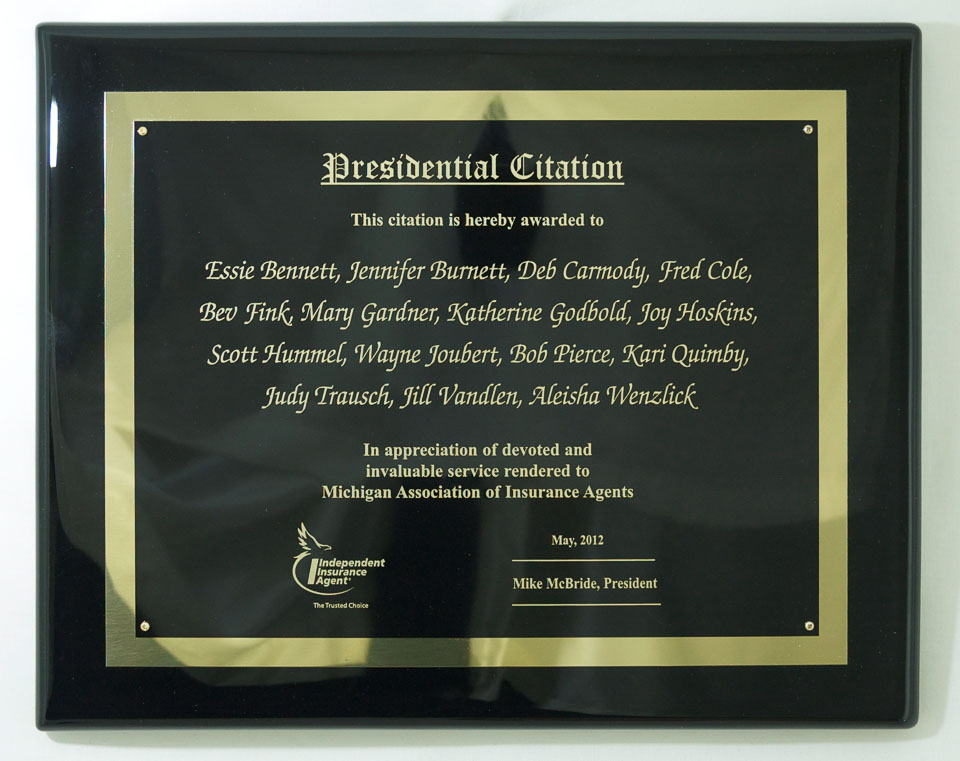 Presidential Citation
This citation is hereby awarded to
Essie Bennett, Jennifer Burnett, Deb Carmody, Fred Cole,
Bev Fink, Mary Gardner, Katherine Godbold, Joy Hoskins,
Scott Hummel, Wayne Joubert, Bob Pierce, Kari Quimby,
Judy Trausch, Jill Vandlen, Aleisha Wenzlick
In appreciation of devoted and
invaluable service rendered to
Michigan Association of Insurance Agents
Independent
Insurance
Agent®
The Trusted Choice
May, 2012
Mike McBride, President